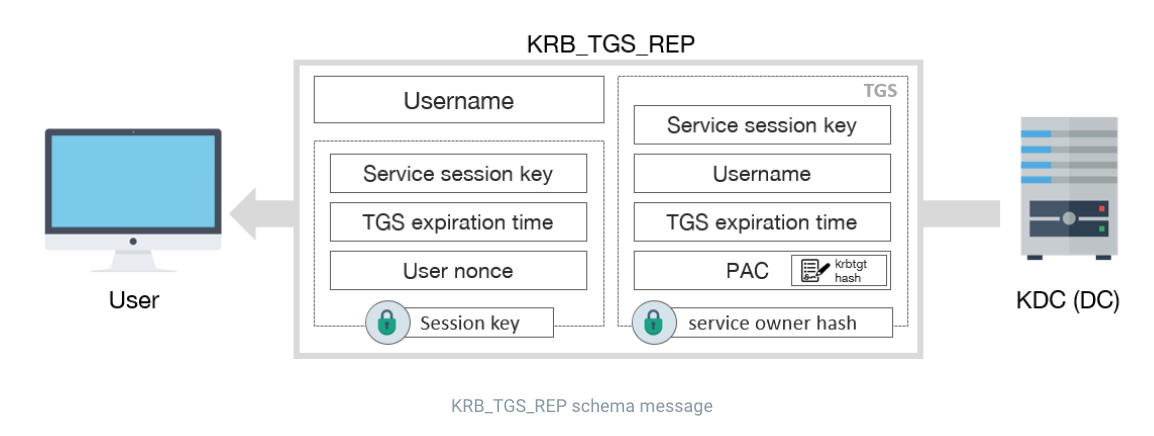 KRB_TGS_REP
Username
Service session key
TGS expiration time
User nonce
Session key
TGS
Service session key
Username
TGS expiration time
PAC
krbtgt
hash
service owner hash
User
KDC (DC)
KRB_TGS_REP schema message